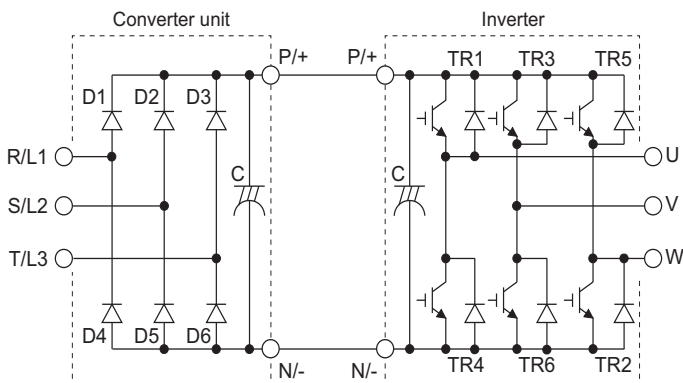 Converter unit
Inverter
P/+
P/+
TR1
TR3
TR5
D1
D2
D3
R/L1
U
C
C
S/L2
V
T/L3
W
D4
D5
D6
TR4
TR6
TR2
N/-
N/-